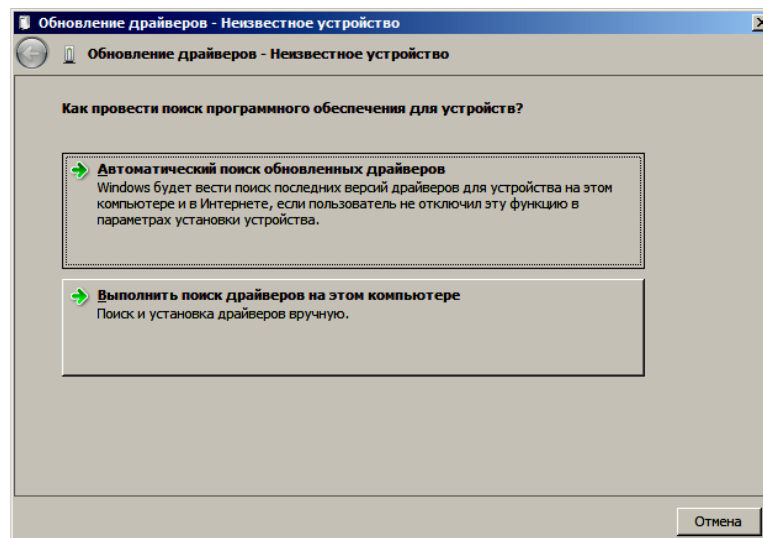 Обновление драйверов - Неизвестное устройство
Обновление драйверов - Неизвестное устройство
Как провести поиск программного обеспечения для устройств?
Автоматический поиск обновленных драйверов
Windows будет вести поиск последних версий драйверов для устройства на этом
компьютере и в Интернете, если пользователь не отключил эту функцию в
параметрах установки устройства.
Выполнить поиск драйверов на этом компьютере
Поиск и установка драйверов вручную.
Отмена